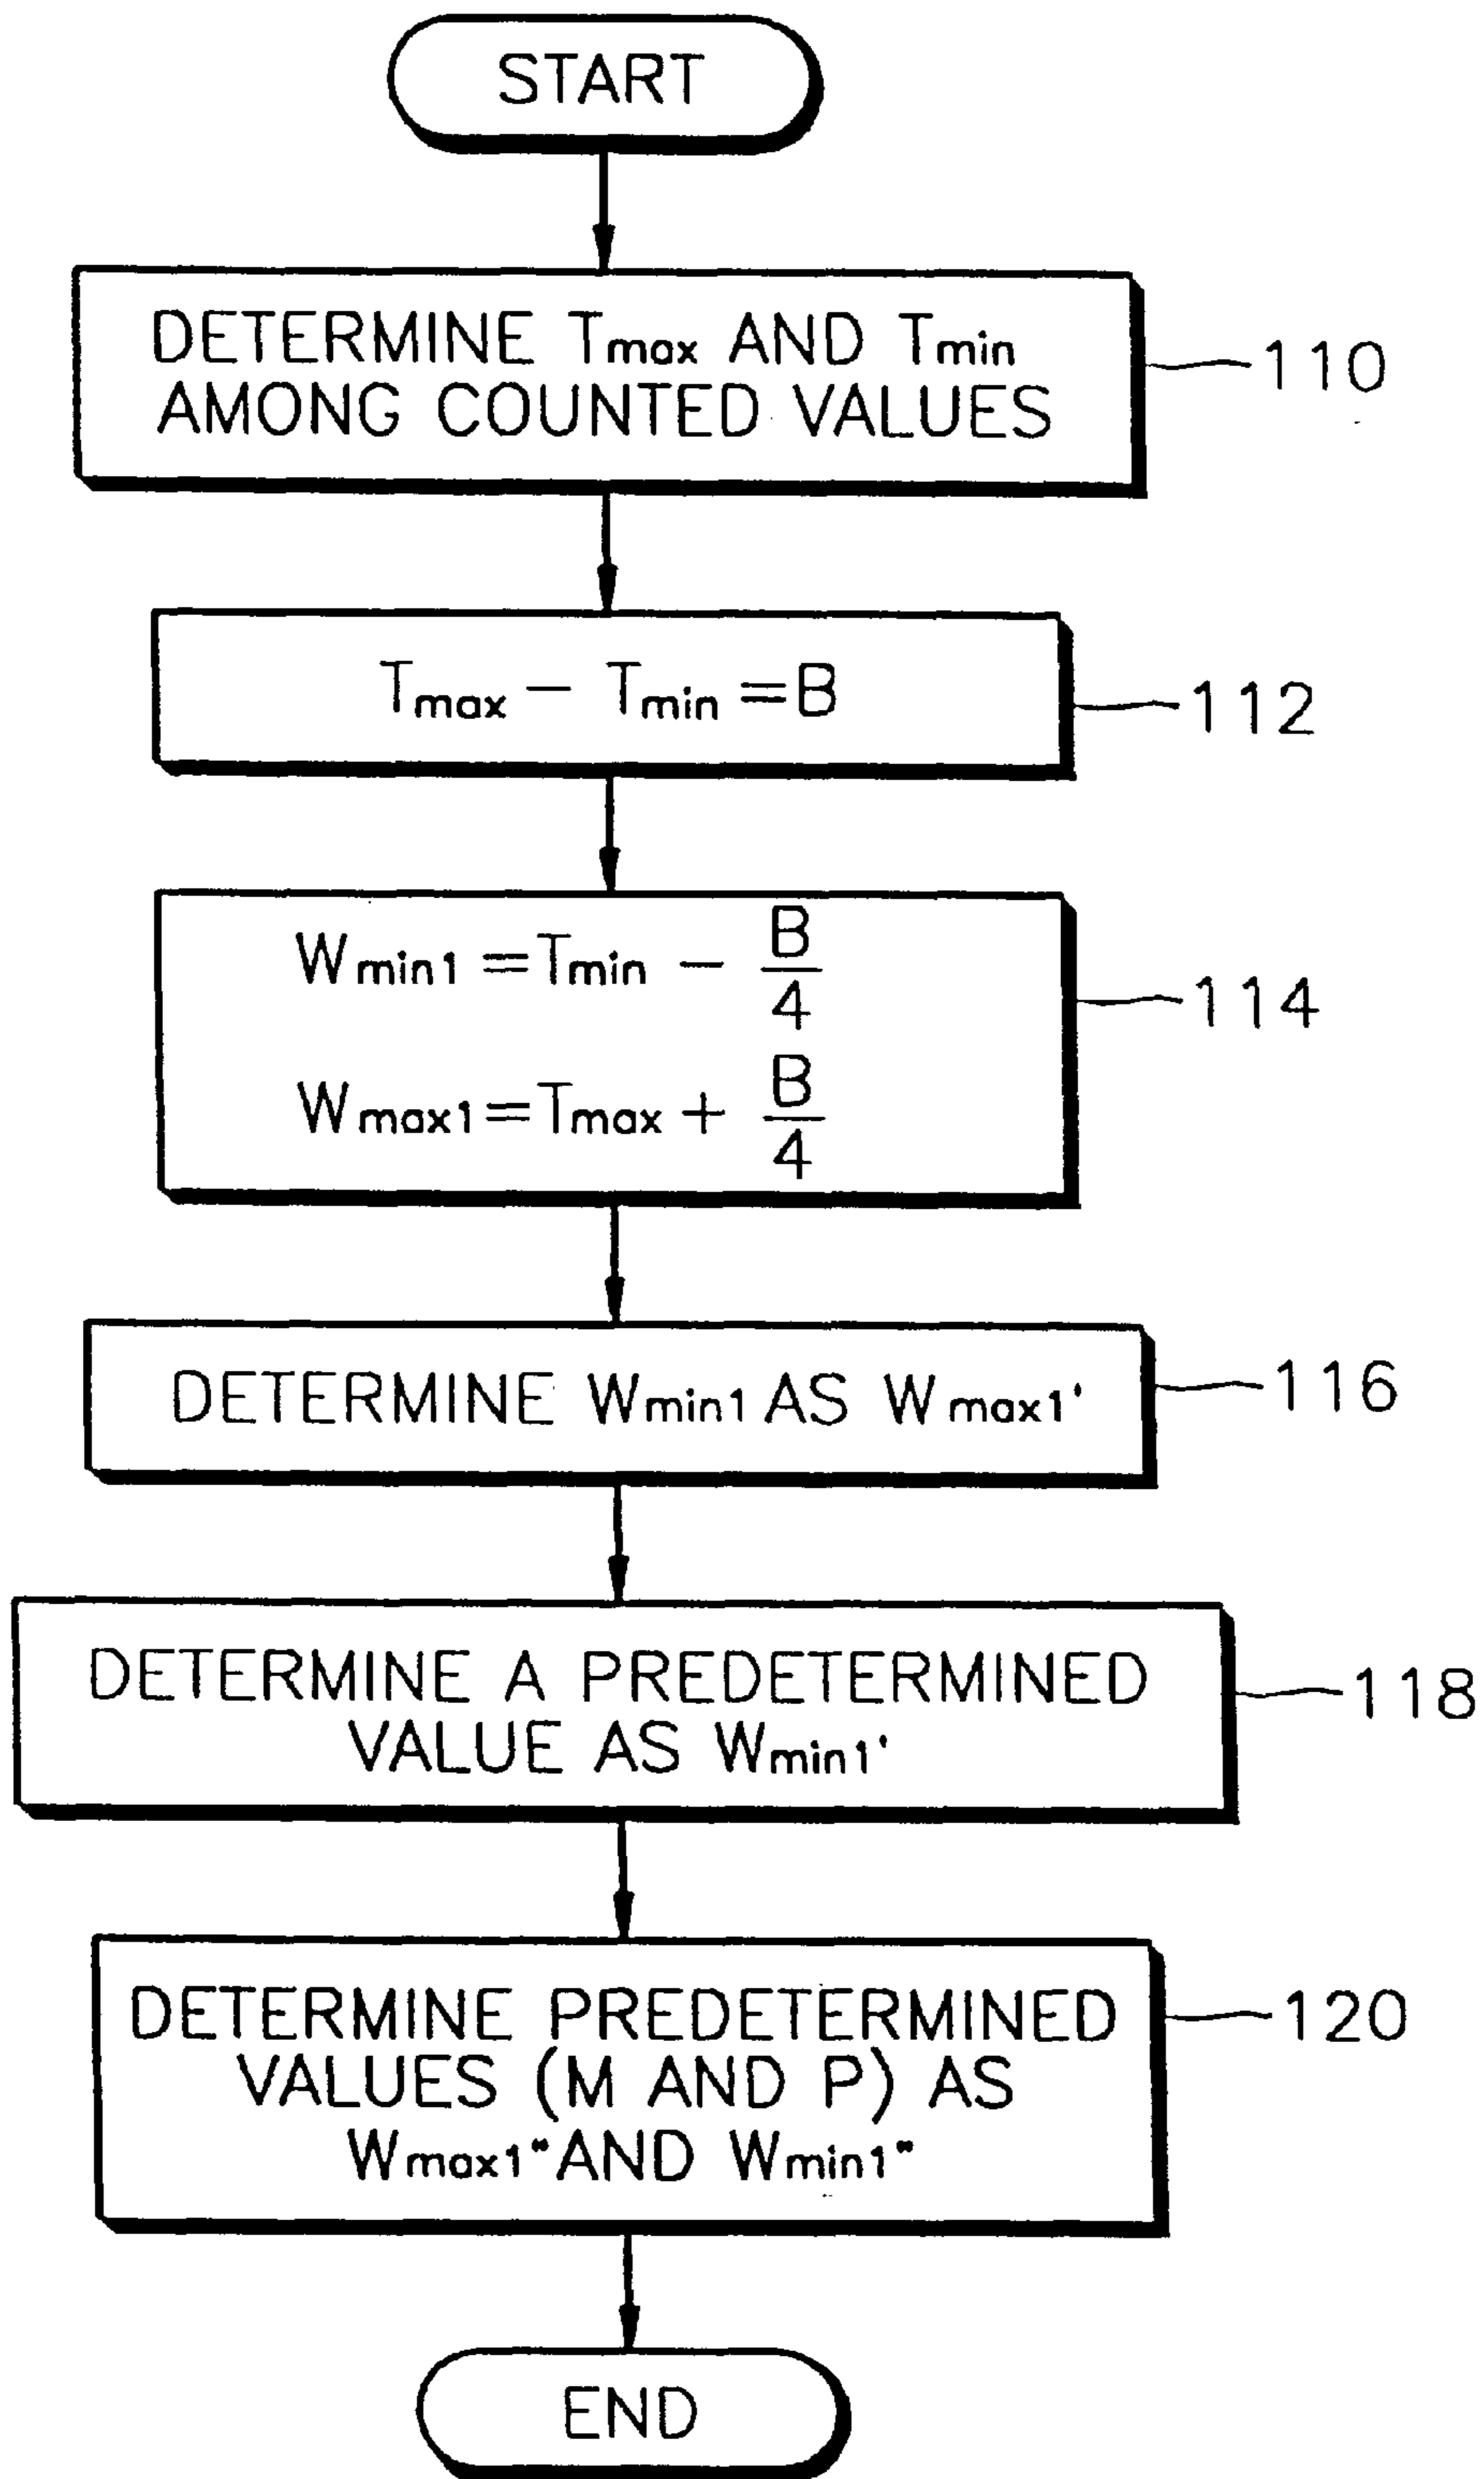 START
DETERMINE Tmax AND Tmin
AMONG COUNTED VALUES
110
Tmax − Tmin = B
112
Wmin1 = Tmin − B/4
Wmax1 = Tmax + B/4
114
DETERMINE Wmin1 AS Wmax1'
116
DETERMINE A PREDETERMINED
VALUE AS Wmin1'
118
DETERMINE PREDETERMINED
VALUES (M AND P) AS
Wmax1" AND Wmin1"
120
END